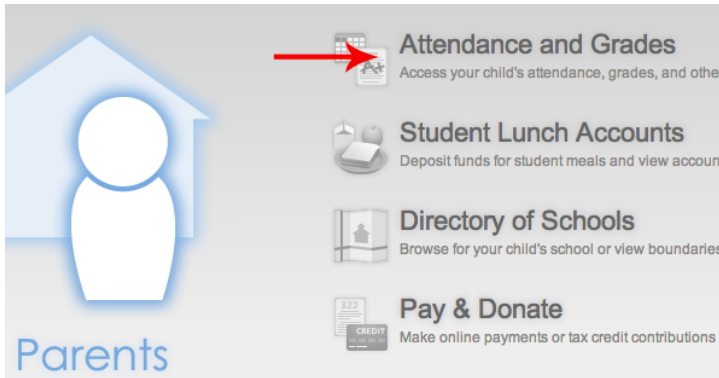 Attendance and Grades
A+
Access your child's attendance, grades, and othe
Student Lunch Accounts
Deposit funds for student meals and view accoun
Directory of Schools
Browse for your child's school or view boundaries
322
Pay & Donate
CREDIT
Make online payments or tax credit contributions
Parents